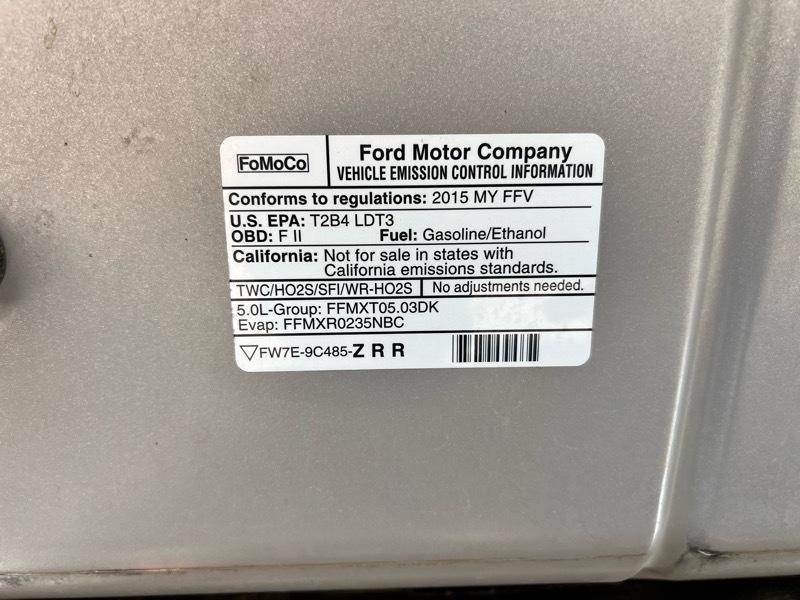 FoMoCo
Ford Motor Company
VEHICLE EMISSION CONTROL INFORMATION
Conforms to regulations: 2015 MY FFV
U.S. EPA: T2B4 LDT3
OBD: F II Fuel: Gasoline/Ethanol
California: Not for sale in states with
California emissions standards.
TWC/HO2S/SFI/WR-HO2S No adjustments needed.
5.0L-Group: FFMXT05.03DK
Evap: FFMXR0235NBC
FW7E-9C485-Z R R